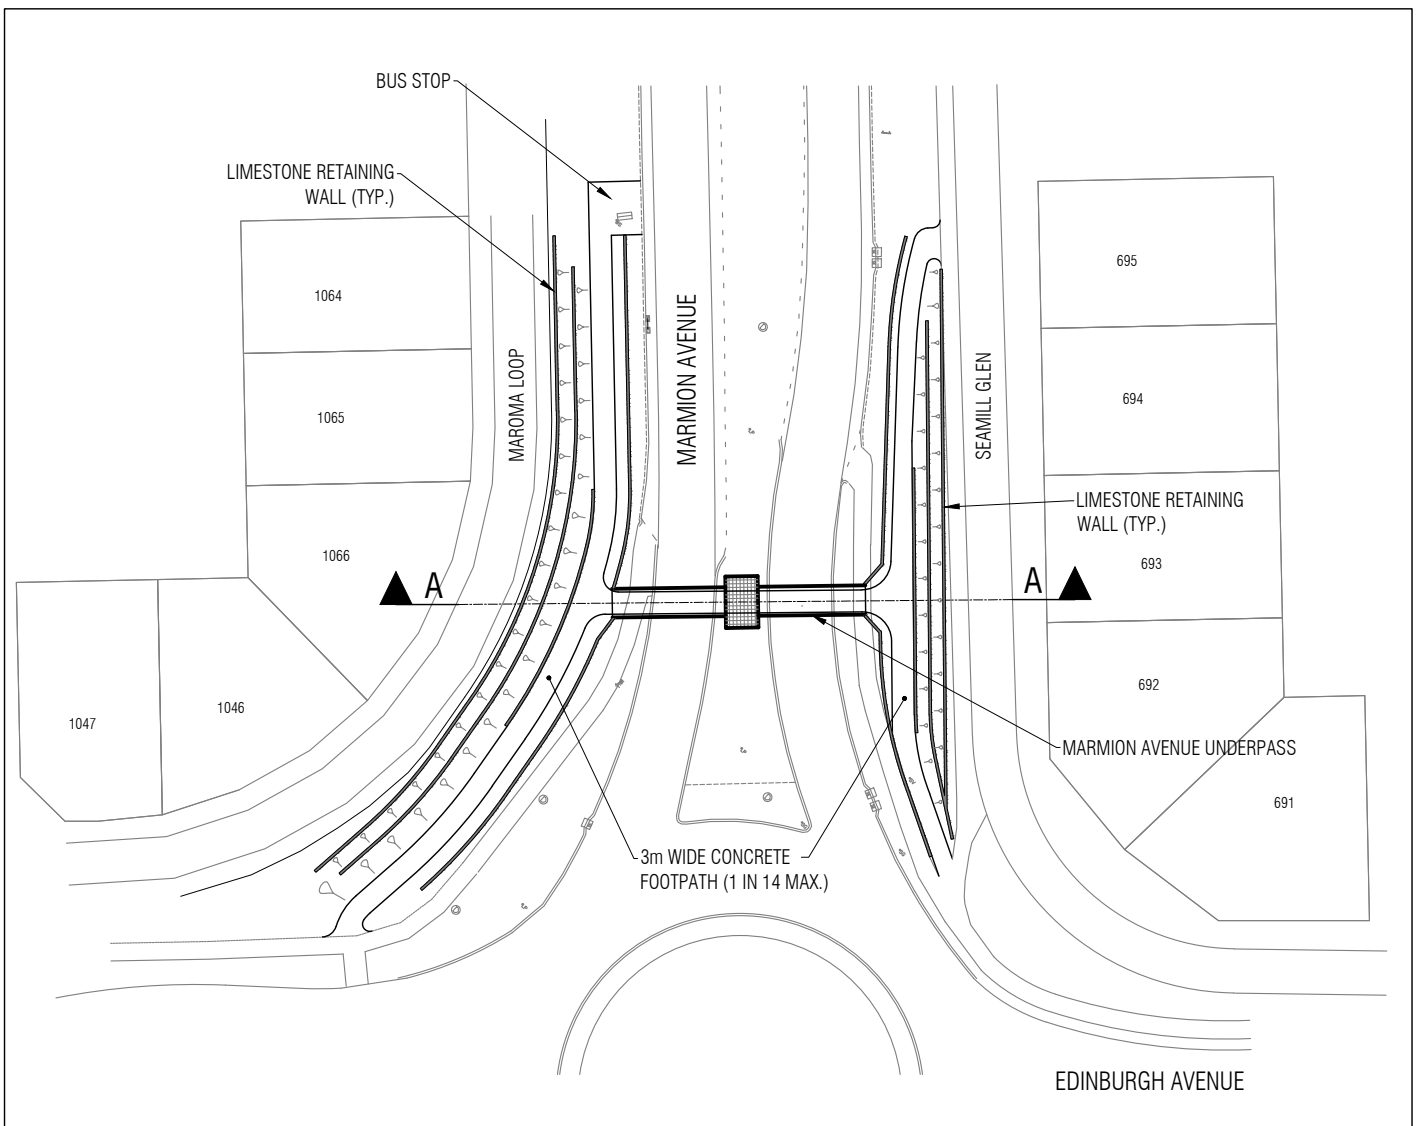 BUS STOP
LIMESTONE RETAINING
WALL (TYP.)
1064
1065
1066
1047
1046
MAROMA LOOP
MARMION AVENUE
SEAMILL GLEN
695
694
693
692
691
LIMESTONE RETAINING
WALL (TYP.)
A
A
MARMION AVENUE UNDERPASS
3m WIDE CONCRETE
FOOTPATH (1 IN 14 MAX.)
EDINBURGH AVENUE